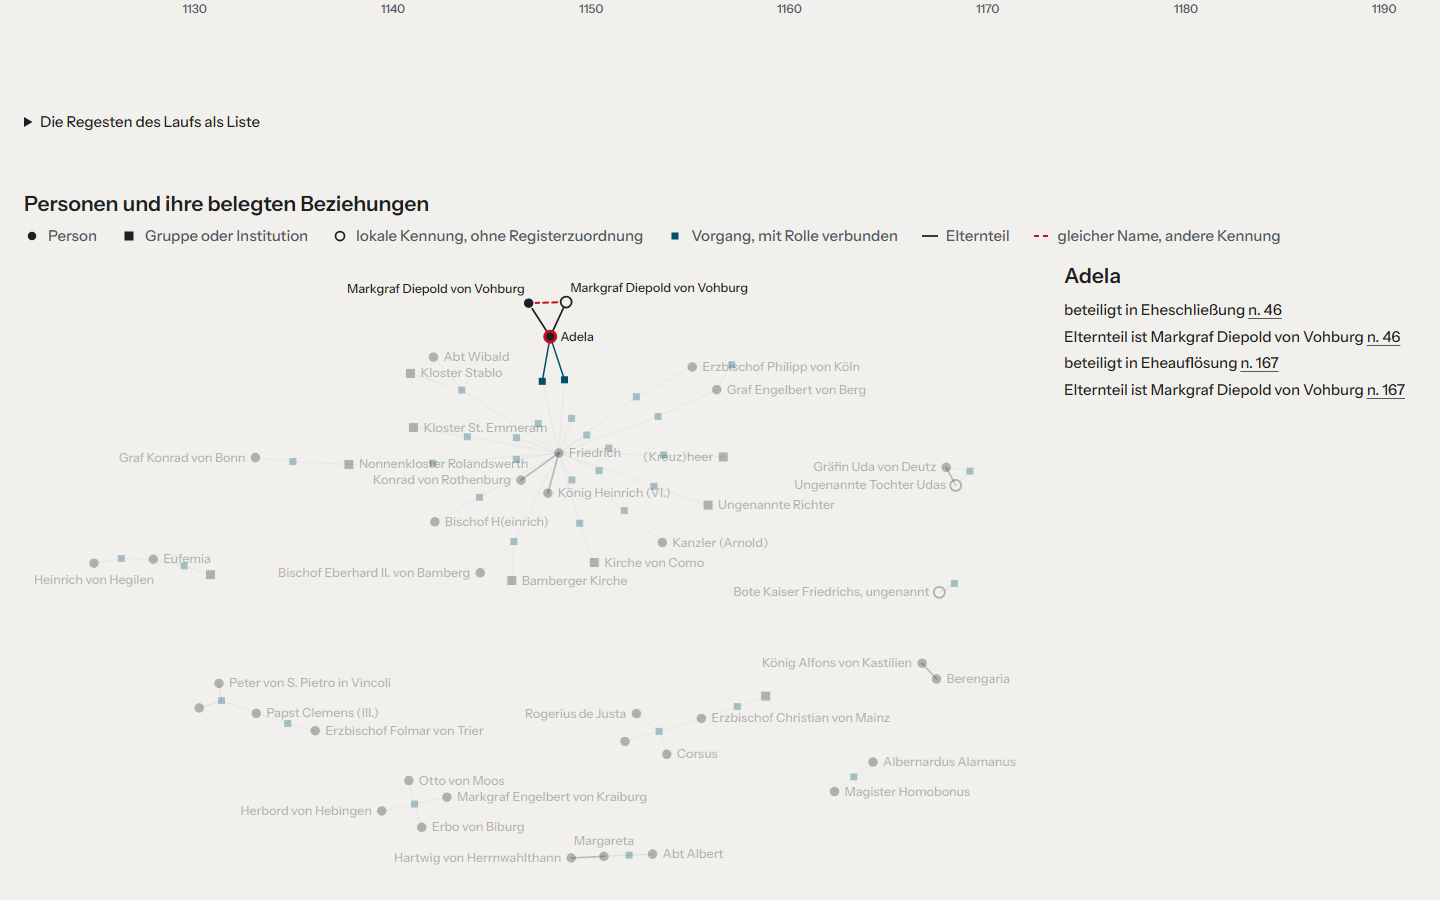 1130 1140 1150 1160 1170 1180 1190
Die Regesten des Laufs als Liste
Personen und ihre belegten Beziehungen
Person Gruppe oder Institution lokale Kennung, ohne Registerzuordnung Vorgang, mit Rolle verbunden Elternteil gleicher Name, andere Kennung
Markgraf Diepold von Vohburg Markgraf Diepold von Vohburg
Adela
Abt Wibald
Kloster Stablo
Erzbischof Philipp von Köln
Graf Engelbert von Berg
Kloster St. Emmeram
Graf Konrad von Bonn
Nonnenkloster Rolandswerth
Friedrich
(Kreuz)heer
Konrad von Rothenburg
König Heinrich (VI.)
Gräfin Uda von Deutz
Ungenannte Tochter Udas
Ungenannte Richter
Bischof H(einrich)
Kanzler (Arnold)
Eufemia
Heinrich von Hegilen
Bischof Eberhard II. von Bamberg
Kirche von Como
Bamberger Kirche
Bote Kaiser Friedrichs, ungenannt
König Alfons von Kastilien
Berengaria
Peter von S. Pietro in Vincoli
Papst Clemens (III.)
Erzbischof Folmar von Trier
Rogerius de Justa
Erzbischof Christian von Mainz
Corsus
Albernardus Alamanus
Magister Homobonus
Otto von Moos
Markgraf Engelbert von Kraiburg
Herbord von Hebingen
Erbo von Biburg
Margareta
Hartwig von Herrnwahlthann
Abt Albert
Adela
beteiligt in Eheschließung n. 46
Elternteil ist Markgraf Diepold von Vohburg n. 46
beteiligt in Eheauflösung n. 167
Elternteil ist Markgraf Diepold von Vohburg n. 167